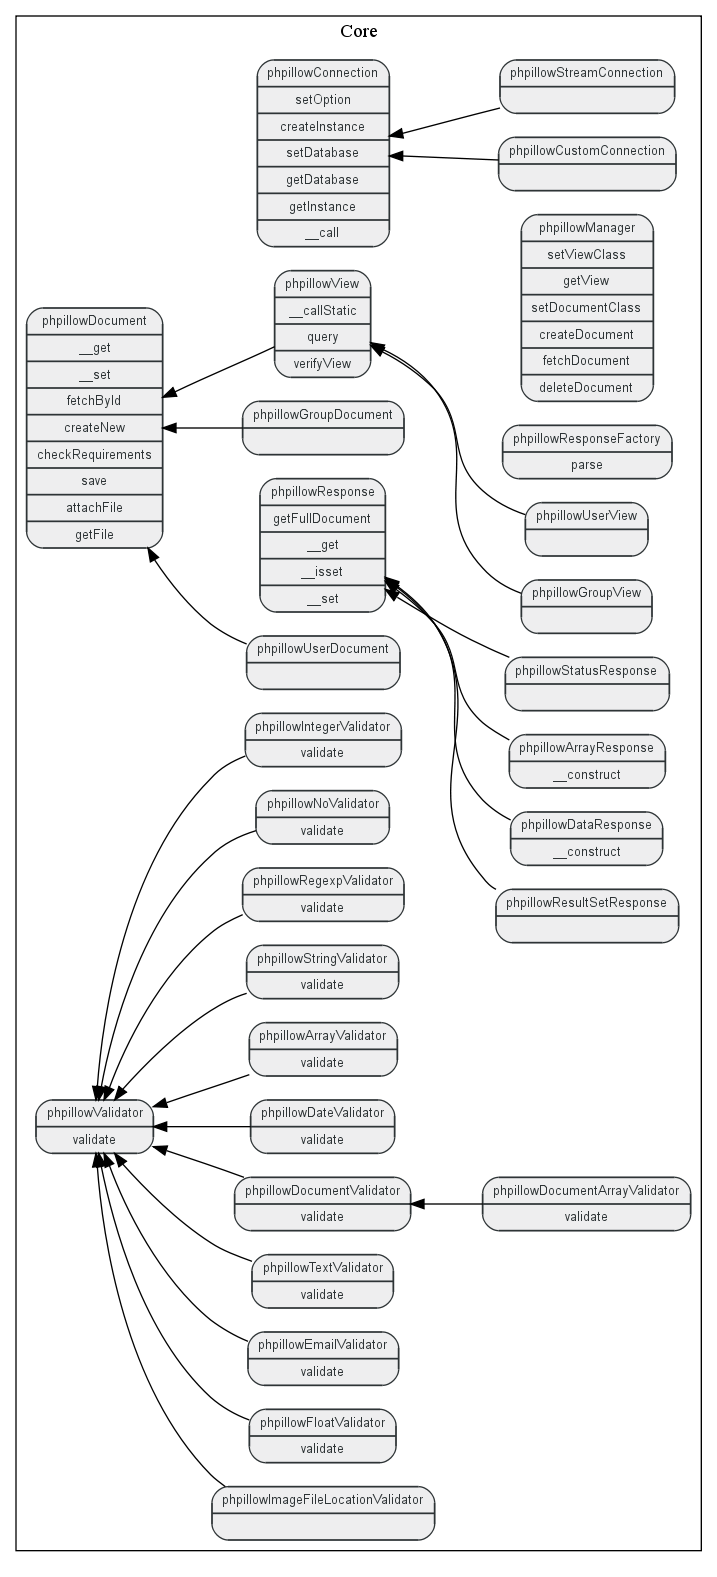 Core
phpillowConnection
setOption
createInstance
setDatabase
getDatabase
getInstance
__call
phpillowStreamConnection
phpillowCustomConnection
phpillowManager
setViewClass
getView
setDocumentClass
createDocument
fetchDocument
deleteDocument
phpillowView
__callStatic
query
verifyView
phpillowDocument
__get
__set
fetchById
createNew
checkRequirements
save
attachFile
getFile
phpillowGroupDocument
phpillowResponseFactory
parse
phpillowResponse
getFullDocument
__get
__isset
__set
phpillowUserView
phpillowGroupView
phpillowUserDocument
phpillowStatusResponse
phpillowIntegerValidator
validate
phpillowArrayResponse
__construct
phpillowNoValidator
validate
phpillowDataResponse
__construct
phpillowRegexpValidator
validate
phpillowResultSetResponse
phpillowStringValidator
validate
phpillowArrayValidator
validate
phpillowValidator
validate
phpillowDateValidator
validate
phpillowDocumentValidator
validate
phpillowDocumentArrayValidator
validate
phpillowTextValidator
validate
phpillowEmailValidator
validate
phpillowFloatValidator
validate
phpillowImageFileLocationValidator